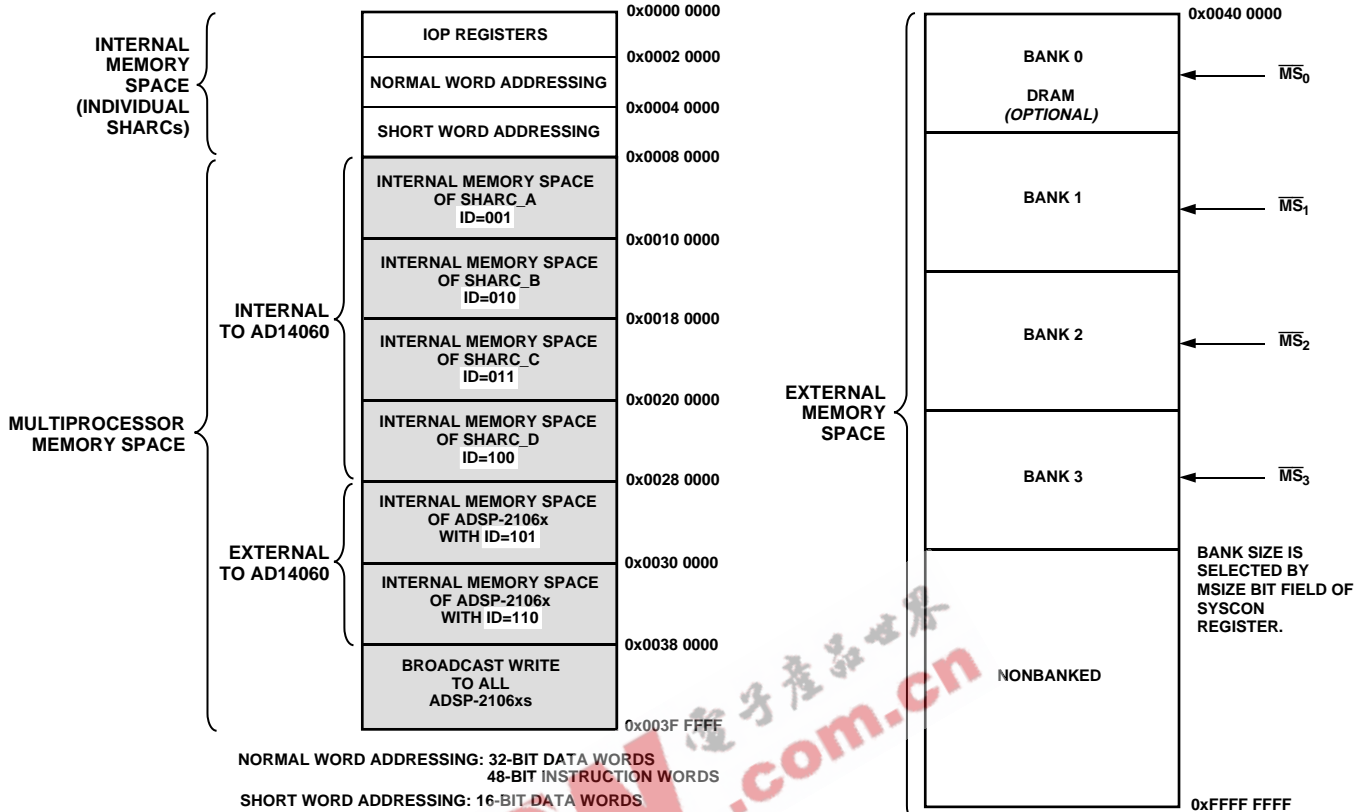 INTERNAL
MEMORY
SPACE
(INDIVIDUAL
SHARCs)
MULTIPROCESSOR
MEMORY SPACE
INTERNAL
TO AD14060
EXTERNAL
TO AD14060
0x0000 0000
IOP REGISTERS
0x0002 0000
NORMAL WORD ADDRESSING
0x0004 0000
SHORT WORD ADDRESSING
0x0008 0000
INTERNAL MEMORY SPACE
OF SHARC_A
ID=001
0x0010 0000
INTERNAL MEMORY SPACE
OF SHARC_B
ID=010
0x0018 0000
INTERNAL MEMORY SPACE
OF SHARC_C
ID=011
0x0020 0000
INTERNAL MEMORY SPACE
OF SHARC_D
ID=100
0x0028 0000
INTERNAL MEMORY SPACE
OF ADSP-2106x
WITH ID=101
0x0030 0000
INTERNAL MEMORY SPACE
OF ADSP-2106x
WITH ID=110
0x0038 0000
BROADCAST WRITE
TO ALL
ADSP-2106xs
0x003F FFFF
NORMAL WORD ADDRESSING: 32-BIT DATA WORDS
48-BIT INSTRUCTION WORDS
SHORT WORD ADDRESSING: 16-BIT DATA WORDS
EXTERNAL
MEMORY
SPACE
0x0040 0000
BANK 0
DRAM
(OPTIONAL)
MS0
BANK 1
MS1
BANK 2
MS2
BANK 3
MS3
BANK SIZE IS
SELECTED BY
MSIZE BIT FIELD OF
SYSCON
REGISTER.
NONBANKED
0xFFFF FFFF
電子產品世界
.com.cn